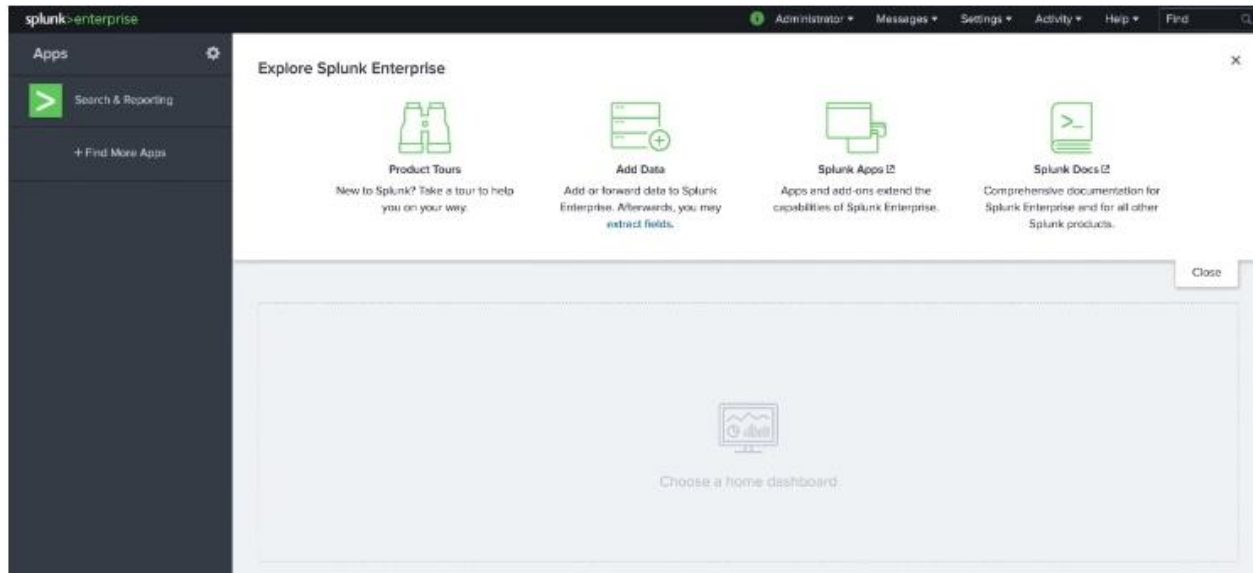 splunk>enterprise
i Administrator Messages Settings Activity Help Find
Apps
Search & Reporting
+ Find More Apps
Explore Splunk Enterprise
Product Tours
New to Splunk? Take a tour to help
you on your way.
Add Data
Add or forward data to Splunk
Enterprise. Afterwards, you may
extract fields.
Splunk Apps
Apps and add-ons extend the
capabilities of Splunk Enterprise.
Splunk Docs
Comprehensive documentation for
Splunk Enterprise and for all other
Splunk products.
Close
Choose a home dashboard